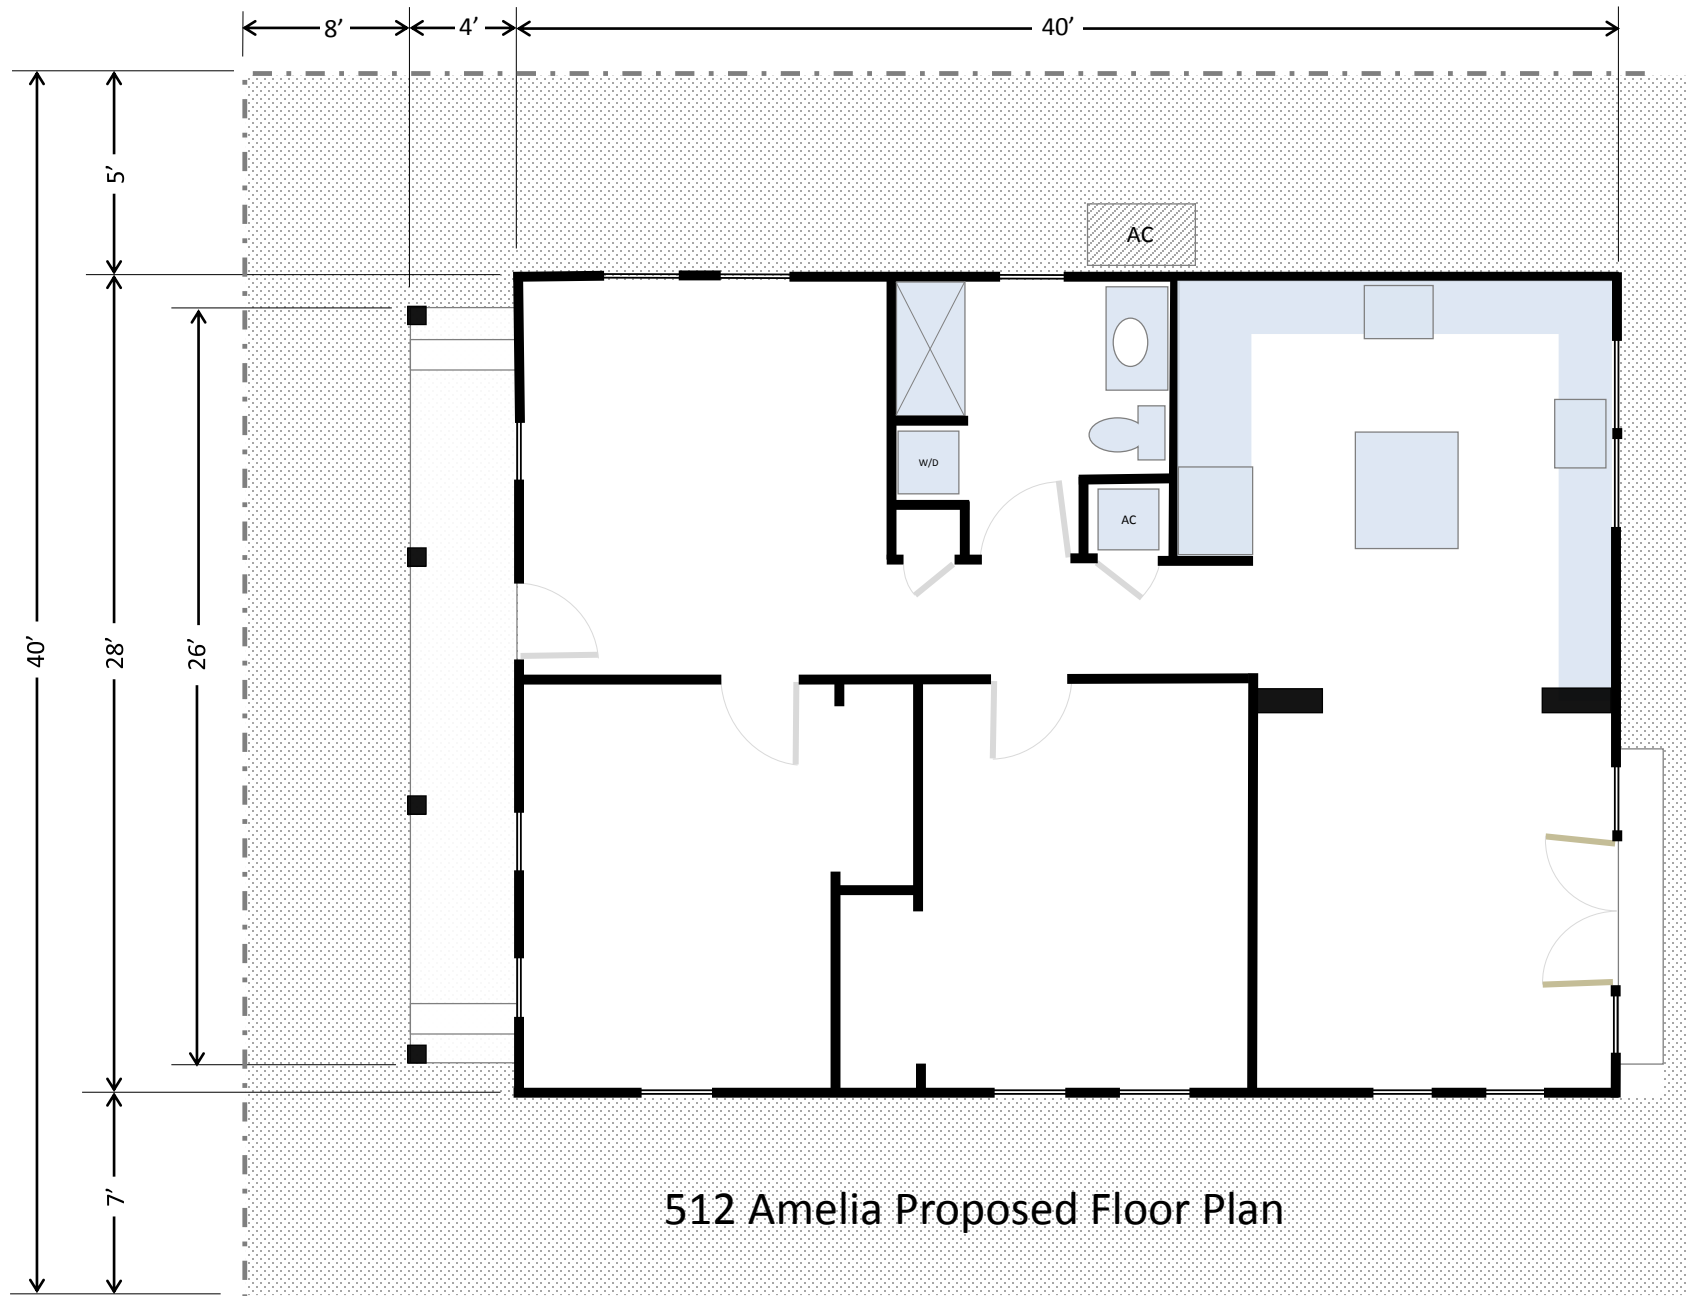 8’
4’
40’
5’
AC
W/D
AC
40’
28’
26’
7’
512 Amelia Proposed Floor Plan